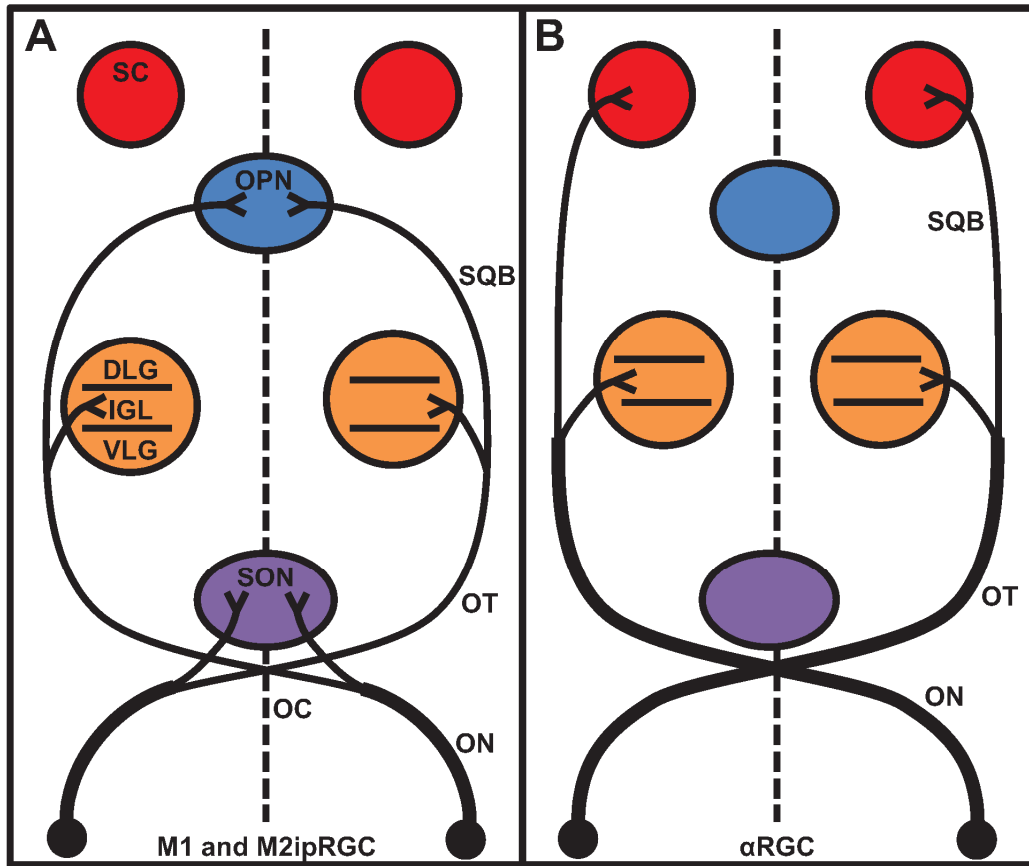 A
SC
OPN
SQB
DLG
IGL
VLG
SON
OT
OC
ON
M1 and M2ipRGC
B
SQB
OT
ON
αRGC